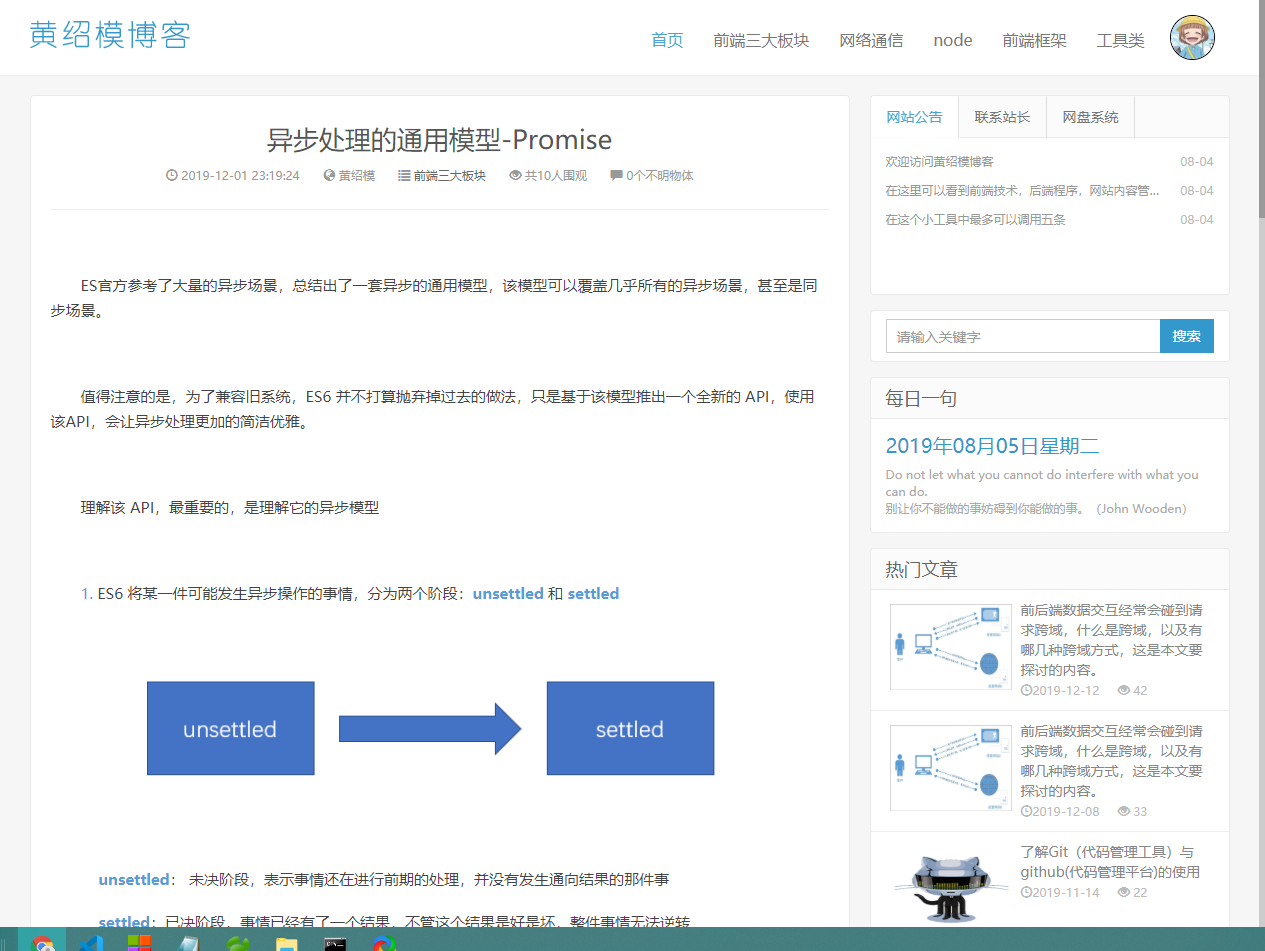 黄绍模博客
首页 前端三大板块 网络通信 node 前端框架 工具类
异步处理的通用模型-Promise
2019-12-01 23:19:24 黄绍模 前端三大板块 共10人围观 0个不明物体
ES官方参考了大量的异步场景，总结出了一套异步的通用模型，该模型可以覆盖几乎所有的异步场景，甚至是同
步场景。
值得注意的是，为了兼容旧系统，ES6 并不打算抛弃掉过去的做法，只是基于该模型推出一个全新的 API，使用
该API，会让异步处理更加的简洁优雅。
理解该 API，最重要的，是理解它的异步模型
1. ES6 将某一件可能发生异步操作的事情，分为两个阶段：unsettled 和 settled
unsettled
settled
unsettled： 未决阶段，表示事情还在进行前期的处理，并没有发生通向结果的那件事
settled：已决阶段，事情已经有了一个结果，不管这个结果是好是坏，整件事情无法逆转
网站公告 联系站长 网盘系统
欢迎访问黄绍模博客 08-04
在这里可以看到前端技术，后端程序，网站内容管... 08-04
在这个小工具中最多可以调用五条 08-04
请输入关键字 搜索
每日一句
2019年08月05日星期二
Do not let what you cannot do interfere with what you
can do.
别让你不能做的事妨碍到你能做的事。（John Wooden）
热门文章
前后端数据交互经常会碰到请
求跨域，什么是跨域，以及有
哪几种跨域方式，这是本文要
探讨的内容。
2019-12-12 42
前后端数据交互经常会碰到请
求跨域，什么是跨域，以及有
哪几种跨域方式，这是本文要
探讨的内容。
2019-12-08 33
了解Git（代码管理工具）与
github(代码管理平台)的使用
2019-11-14 22